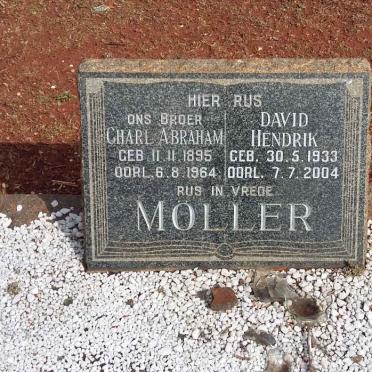 HIER RUS
ONS BROER
CHARL ABRAHAM
GEB 11.11.1895
OORL. 6.8.1964
DAVID
HENDRIK
GEB. 30.5.1933
OORL. 7.7.2004
RUS IN VREDE
MOLLER